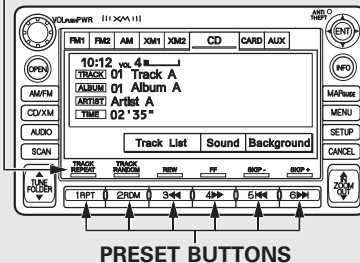 VOL PUSH PWR XM ANTI THEFT
ENT
FM1 FM2 AM XM1 XM2 CD CARD AUX
OPEN
INFO
10:12 VOL 4
TRACK 01 Track A
ALBUM 01 Album A
ARTIST Artist A
TIME 02'35"
AM/FM
MAP/GUIDE
CD/XM
MENU
AUDIO
SETUP
SCAN
CANCEL
Track List Sound Background
TRACK REPEAT TRACK RANDOM REW FF SKIP - SKIP +
TUNE FOLDER
IN ZOOM OUT
1RPT 2RDM 3◀◀ 4▶▶ 5|◀◀ 6▶▶|
PRESET BUTTONS